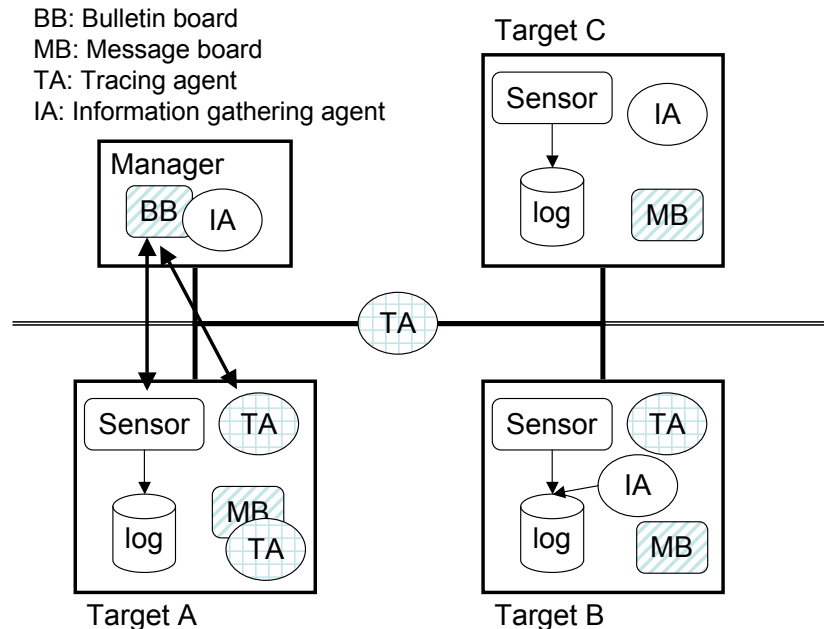 BB: Bulletin board
MB: Message board
TA: Tracing agent
IA: Information gathering agent
Target C
Sensor
IA
log
MB
Manager
BB
IA
TA
Sensor
TA
log
MB
TA
Target A
Sensor
TA
IA
log
MB
Target B